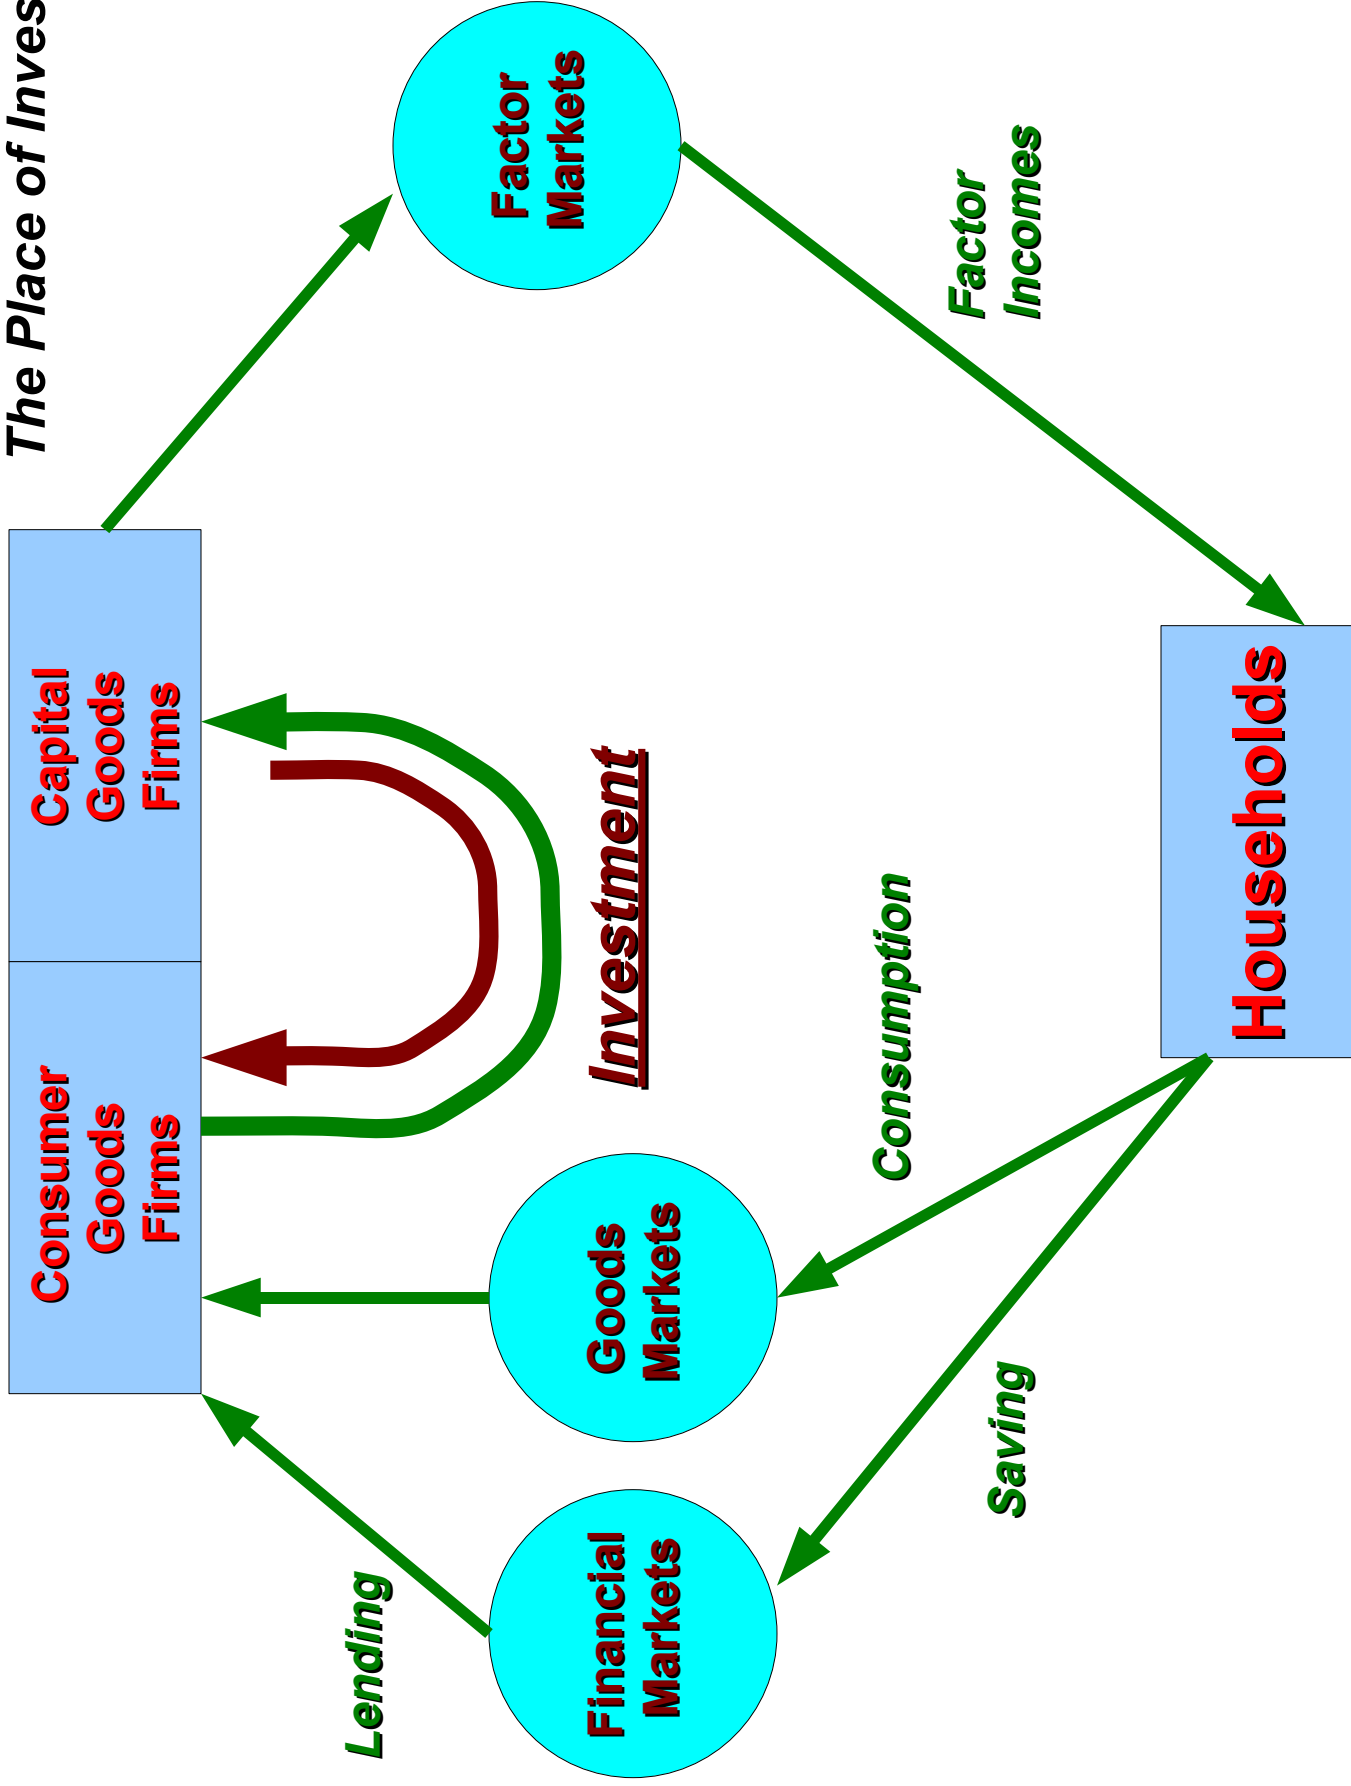 The Place of Inves
Consumer
Goods
Firms
Capital
Goods
Firms
Lending
Financial
Markets
Goods
Markets
Investment
Factor
Markets
Saving
Consumption
Factor
Incomes
Households